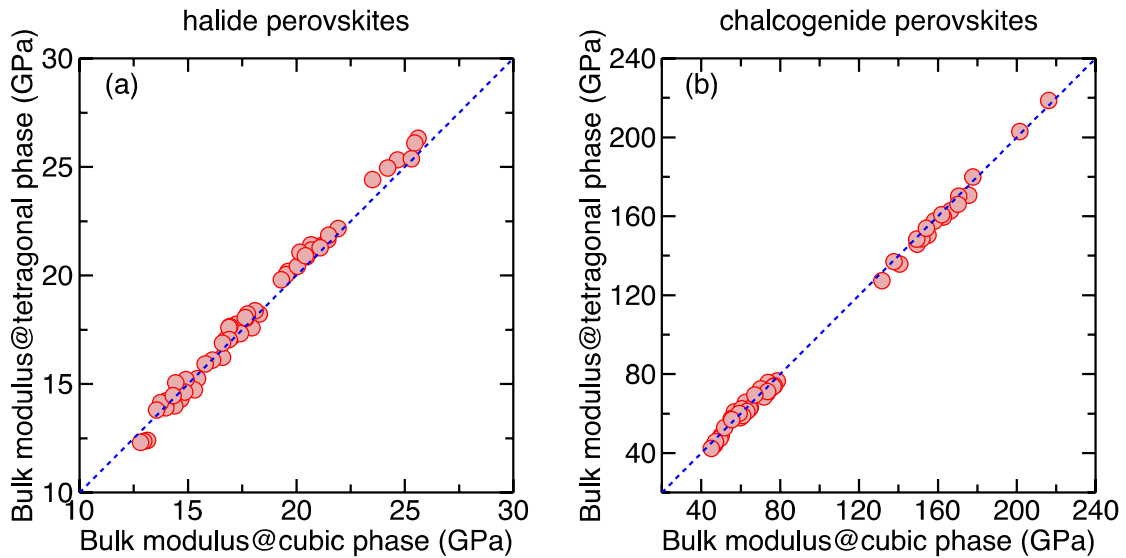 halide perovskites
chalcogenide perovskites
(a)
Bulk modulus@tetragonal phase (GPa)
30
25
20
15
10
10 15 20 25 30
Bulk modulus@cubic phase (GPa)
(b)
Bulk modulus@tetragonal phase (GPa)
240
200
160
120
80
40
40 80 120 160 200 240
Bulk modulus@cubic phase (GPa)